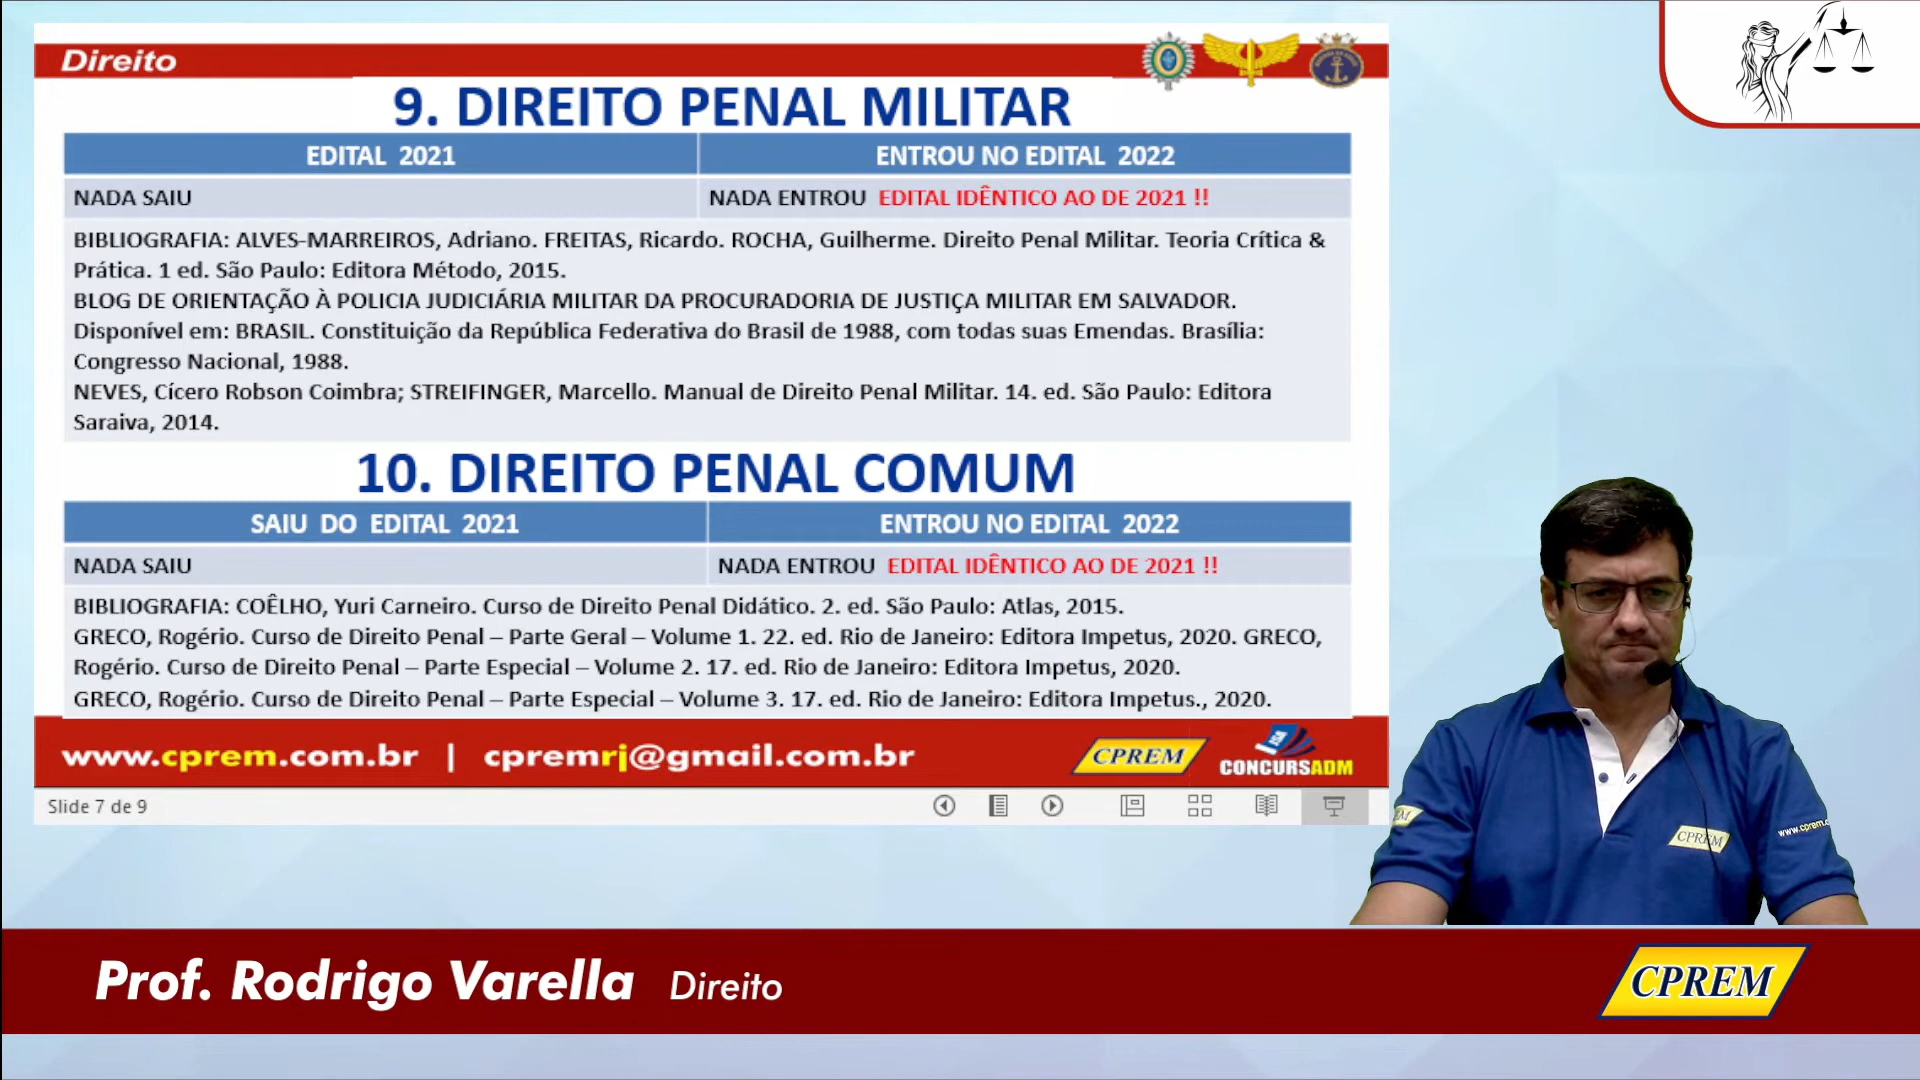 Direito
9. DIREITO PENAL MILITAR
EDITAL 2021
ENTROU NO EDITAL 2022
NADA SAIU
NADA ENTROU EDITAL IDÊNTICO AO DE 2021 !!
BIBLIOGRAFIA: ALVES-MARREIROS, Adriano. FREITAS, Ricardo. ROCHA, Guilherme. Direito Penal Militar. Teoria Crítica &
Prática. 1 ed. São Paulo: Editora Método, 2015.
BLOG DE ORIENTAÇÃO À POLICIA JUDICIÁRIA MILITAR DA PROCURADORIA DE JUSTIÇA MILITAR EM SALVADOR.
Disponível em: BRASIL. Constituição da República Federativa do Brasil de 1988, com todas suas Emendas. Brasília:
Congresso Nacional, 1988.
NEVES, Cícero Robson Coimbra; STREIFINGER, Marcello. Manual de Direito Penal Militar. 14. ed. São Paulo: Editora
Saraiva, 2014.
10. DIREITO PENAL COMUM
SAIU DO EDITAL 2021
ENTROU NO EDITAL 2022
NADA SAIU
NADA ENTROU EDITAL IDÊNTICO AO DE 2021 !!
BIBLIOGRAFIA: COÊLHO, Yuri Carneiro. Curso de Direito Penal Didático. 2. ed. São Paulo: Atlas, 2015.
GRECO, Rogério. Curso de Direito Penal – Parte Geral – Volume 1. 22. ed. Rio de Janeiro: Editora Impetus, 2020. GRECO,
Rogério. Curso de Direito Penal – Parte Especial – Volume 2. 17. ed. Rio de Janeiro: Editora Impetus, 2020.
GRECO, Rogério. Curso de Direito Penal – Parte Especial – Volume 3. 17. ed. Rio de Janeiro: Editora Impetus., 2020.
www.cprem.com.br | cpremrj@gmail.com.br
CPREM
CONCURSADM
Slide 7 de 9
CPREM
www.cprem.c
Prof. Rodrigo Varella Direito
CPREM